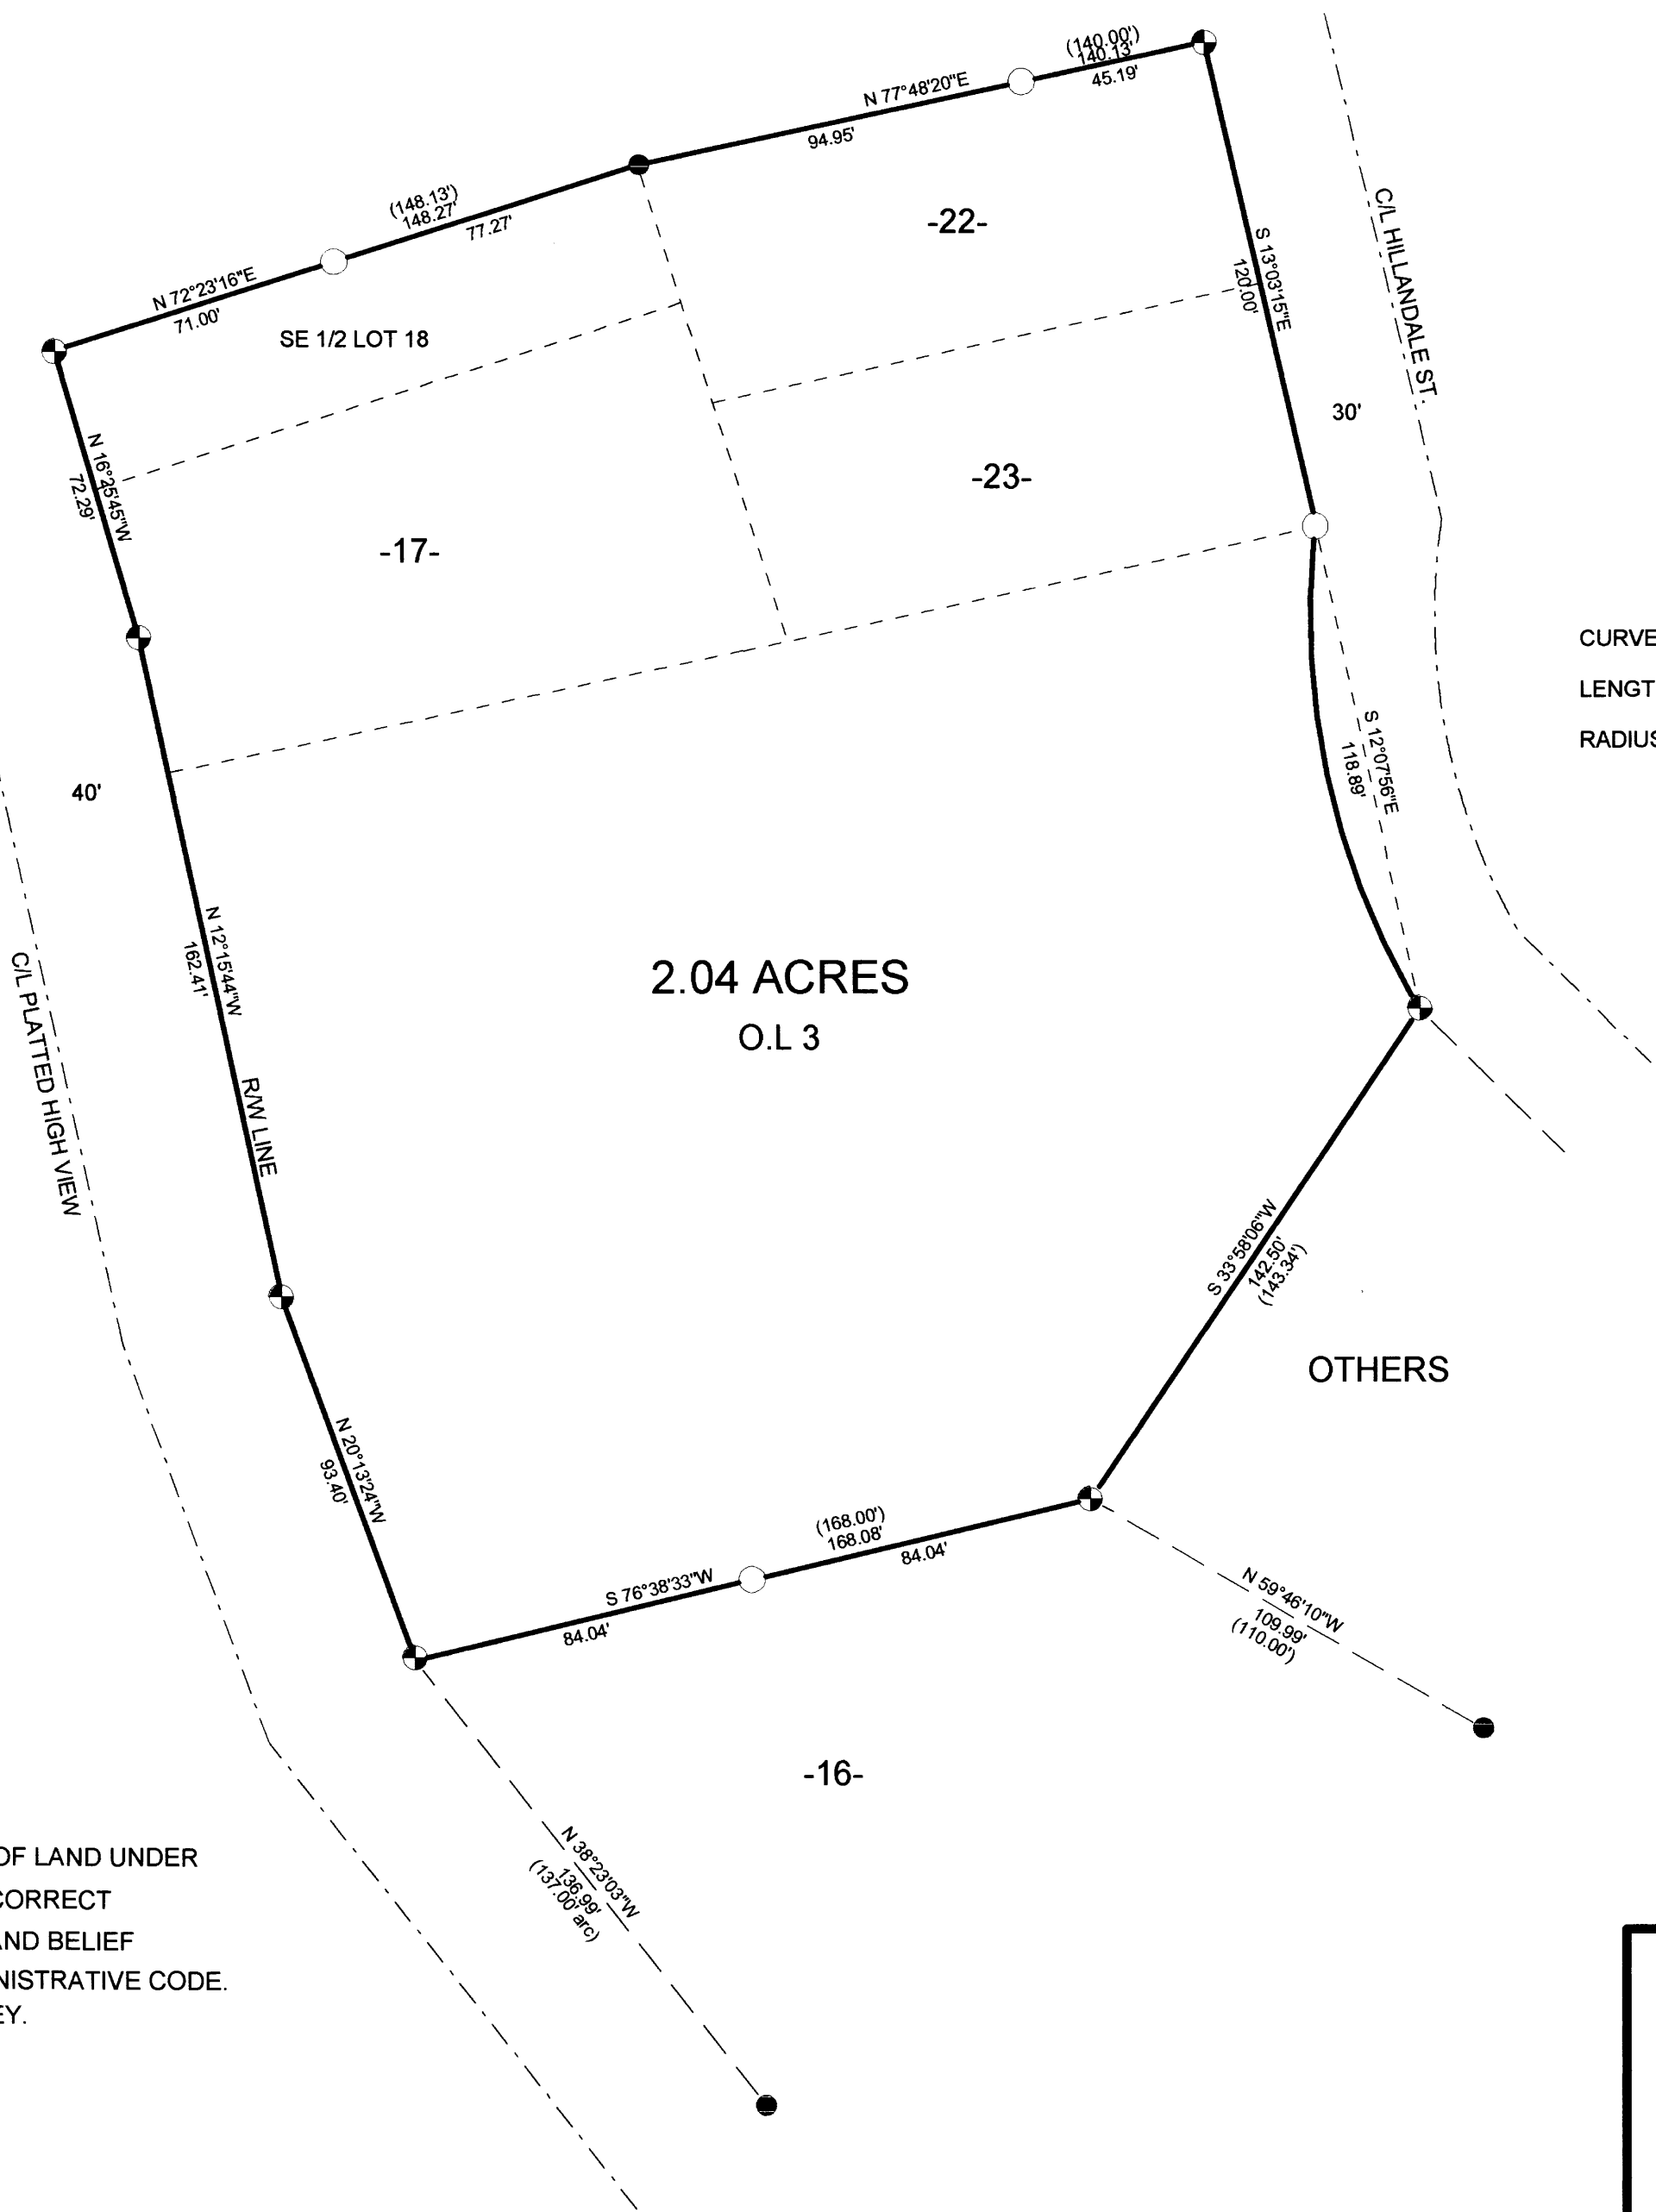 (140.00')
140.13'
N 77°48'20"E
45.19'
94.95'
(148.13')
148.27'
77.27'
N 72°23'16"E
71.00'
SE 1/2 LOT 18
-22-
S 13°03'15"E
120.00'
C/L HILLANDALE ST.
30'
-23-
N 16°25'45"W
72.29'
-17-
CURVE
LENGT
RADIUS
S 12°07'56"E
118.89'
40'
N 12°15'44"W
162.41'
R/W LINE
C/L PLATTED HIGH VIEW
2.04 ACRES
O.L 3
S 33°58'06"W
142.50'
(143.34')
OTHERS
N 20°13'24"W
93.40'
(168.00')
168.08'
84.04'
S 76°38'33"W
84.04'
N 59°46'10"W
109.99'
(110.00')
-16-
N 38°23'03"W
136.99'
(137.00' arc)
OF LAND UNDER
CORRECT
AND BELIEF
NISTRATIVE CODE.
EY.